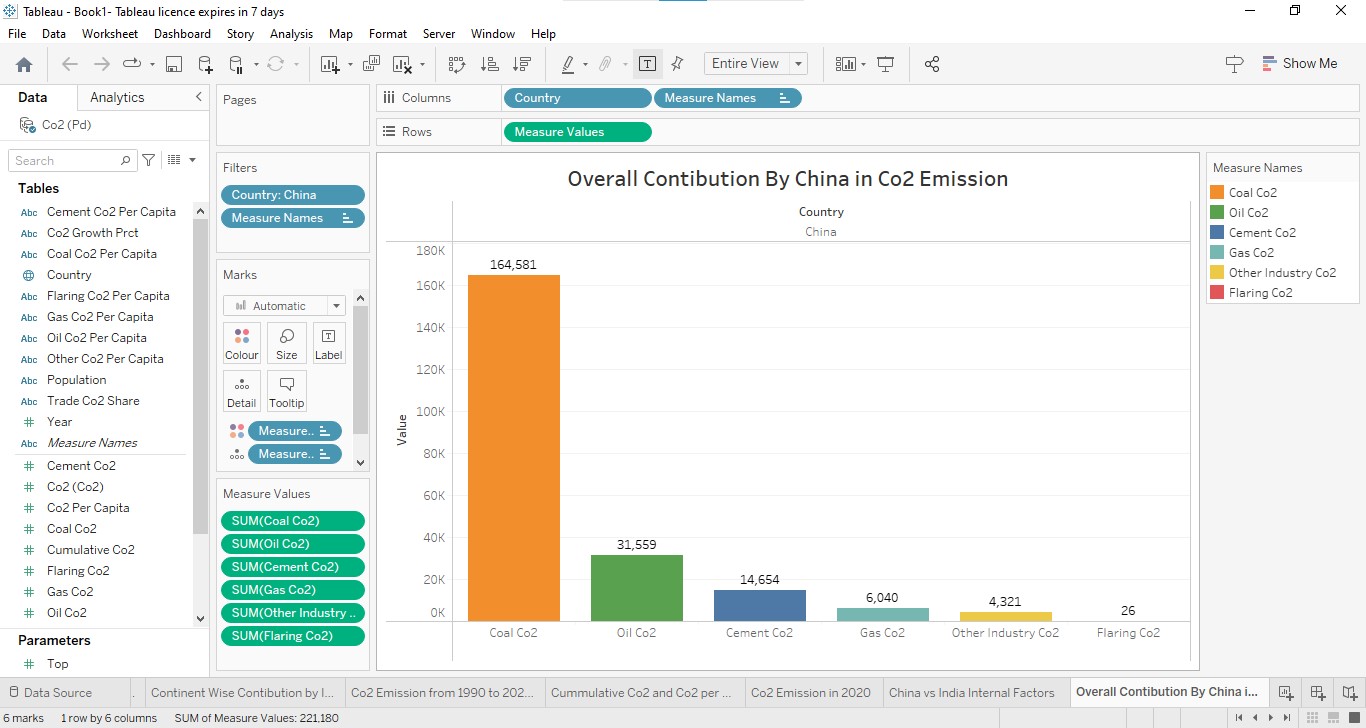 Tableau - Book1- Tableau licence expires in 7 days
File Data Worksheet Dashboard Story Analysis Map Format Server Window Help
Entire View
Show Me
Data Analytics
Co2 (Pd)
Search
Tables
Abc Cement Co2 Per Capita
Abc Co2 Growth Prct
Abc Coal Co2 Per Capita
Country
Abc Flaring Co2 Per Capita
Abc Gas Co2 Per Capita
Abc Oil Co2 Per Capita
Abc Other Co2 Per Capita
Abc Population
Abc Trade Co2 Share
# Year
Abc Measure Names
# Cement Co2
# Co2 (Co2)
# Co2 Per Capita
# Coal Co2
# Cumulative Co2
# Flaring Co2
# Gas Co2
# Oil Co2
Parameters
# Top
Pages
Filters
Country: China
Measure Names
Marks
Automatic
Colour Size Label
Detail Tooltip
Measure..
Measure..
Measure Values
SUM(Coal Co2)
SUM(Oil Co2)
SUM(Cement Co2)
SUM(Gas Co2)
SUM(Other Industry ..
SUM(Flaring Co2)
Columns Country Measure Names
Rows Measure Values
Overall Contibution By China in Co2 Emission
Country
China
Value
180K
160K
140K
120K
100K
80K
60K
40K
20K
0K
164,581
31,559
14,654
6,040
4,321
26
Coal Co2 Oil Co2 Cement Co2 Gas Co2 Other Industry Co2 Flaring Co2
Measure Names
Coal Co2
Oil Co2
Cement Co2
Gas Co2
Other Industry Co2
Flaring Co2
Data Source . Continent Wise Contibution by I... Co2 Emission from 1990 to 202... Cummulative Co2 and Co2 per ... Co2 Emission in 2020 China vs India Internal Factors Overall Contibution By China i...
6 marks 1 row by 6 columns SUM of Measure Values: 221,180